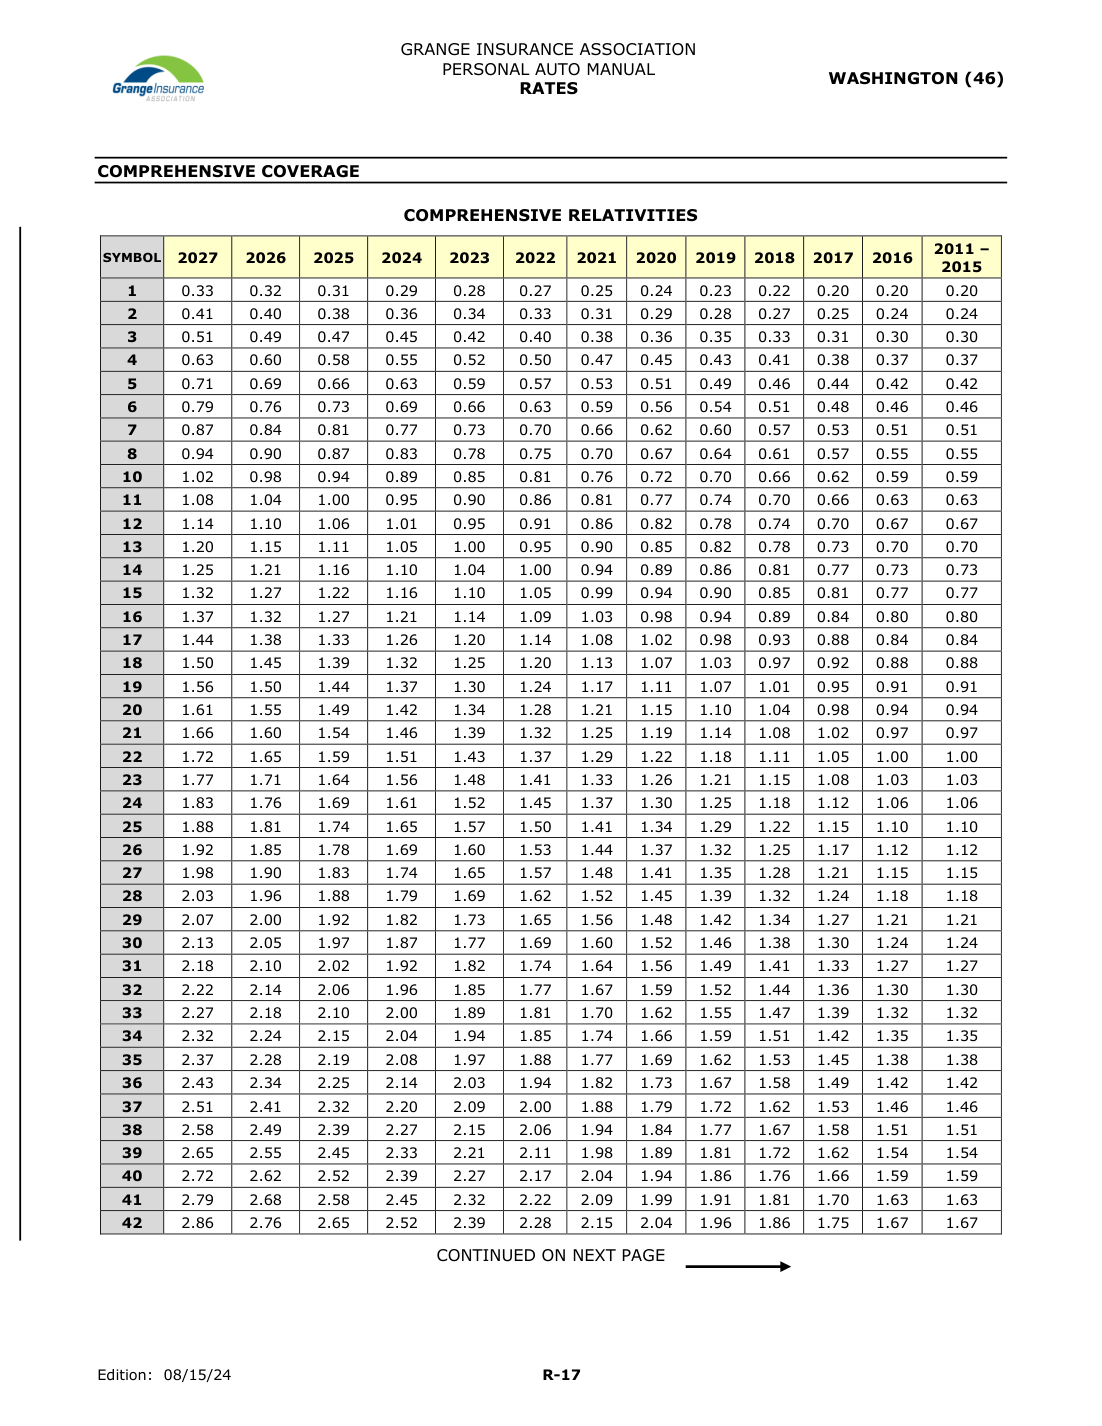 GRANGE INSURANCE ASSOCIATION
PERSONAL AUTO MANUAL
RATES
WASHINGTON (46)
GrangeInsurance
ASSOCIATION
COMPREHENSIVE COVERAGE
COMPREHENSIVE RELATIVITIES
SYMBOL 2027 2026 2025 2024 2023 2022 2021 2020 2019 2018 2017 2016 2011 – 2015
1 0.33 0.32 0.31 0.29 0.28 0.27 0.25 0.24 0.23 0.22 0.20 0.20 0.20
2 0.41 0.40 0.38 0.36 0.34 0.33 0.31 0.29 0.28 0.27 0.25 0.24 0.24
3 0.51 0.49 0.47 0.45 0.42 0.40 0.38 0.36 0.35 0.33 0.31 0.30 0.30
4 0.63 0.60 0.58 0.55 0.52 0.50 0.47 0.45 0.43 0.41 0.38 0.37 0.37
5 0.71 0.69 0.66 0.63 0.59 0.57 0.53 0.51 0.49 0.46 0.44 0.42 0.42
6 0.79 0.76 0.73 0.69 0.66 0.63 0.59 0.56 0.54 0.51 0.48 0.46 0.46
7 0.87 0.84 0.81 0.77 0.73 0.70 0.66 0.62 0.60 0.57 0.53 0.51 0.51
8 0.94 0.90 0.87 0.83 0.78 0.75 0.70 0.67 0.64 0.61 0.57 0.55 0.55
10 1.02 0.98 0.94 0.89 0.85 0.81 0.76 0.72 0.70 0.66 0.62 0.59 0.59
11 1.08 1.04 1.00 0.95 0.90 0.86 0.81 0.77 0.74 0.70 0.66 0.63 0.63
12 1.14 1.10 1.06 1.01 0.95 0.91 0.86 0.82 0.78 0.74 0.70 0.67 0.67
13 1.20 1.15 1.11 1.05 1.00 0.95 0.90 0.85 0.82 0.78 0.73 0.70 0.70
14 1.25 1.21 1.16 1.10 1.04 1.00 0.94 0.89 0.86 0.81 0.77 0.73 0.73
15 1.32 1.27 1.22 1.16 1.10 1.05 0.99 0.94 0.90 0.85 0.81 0.77 0.77
16 1.37 1.32 1.27 1.21 1.14 1.09 1.03 0.98 0.94 0.89 0.84 0.80 0.80
17 1.44 1.38 1.33 1.26 1.20 1.14 1.08 1.02 0.98 0.93 0.88 0.84 0.84
18 1.50 1.45 1.39 1.32 1.25 1.20 1.13 1.07 1.03 0.97 0.92 0.88 0.88
19 1.56 1.50 1.44 1.37 1.30 1.24 1.17 1.11 1.07 1.01 0.95 0.91 0.91
20 1.61 1.55 1.49 1.42 1.34 1.28 1.21 1.15 1.10 1.04 0.98 0.94 0.94
21 1.66 1.60 1.54 1.46 1.39 1.32 1.25 1.19 1.14 1.08 1.02 0.97 0.97
22 1.72 1.65 1.59 1.51 1.43 1.37 1.29 1.22 1.18 1.11 1.05 1.00 1.00
23 1.77 1.71 1.64 1.56 1.48 1.41 1.33 1.26 1.21 1.15 1.08 1.03 1.03
24 1.83 1.76 1.69 1.61 1.52 1.45 1.37 1.30 1.25 1.18 1.12 1.06 1.06
25 1.88 1.81 1.74 1.65 1.57 1.50 1.41 1.34 1.29 1.22 1.15 1.10 1.10
26 1.92 1.85 1.78 1.69 1.60 1.53 1.44 1.37 1.32 1.25 1.17 1.12 1.12
27 1.98 1.90 1.83 1.74 1.65 1.57 1.48 1.41 1.35 1.28 1.21 1.15 1.15
28 2.03 1.96 1.88 1.79 1.69 1.62 1.52 1.45 1.39 1.32 1.24 1.18 1.18
29 2.07 2.00 1.92 1.82 1.73 1.65 1.56 1.48 1.42 1.34 1.27 1.21 1.21
30 2.13 2.05 1.97 1.87 1.77 1.69 1.60 1.52 1.46 1.38 1.30 1.24 1.24
31 2.18 2.10 2.02 1.92 1.82 1.74 1.64 1.56 1.49 1.41 1.33 1.27 1.27
32 2.22 2.14 2.06 1.96 1.85 1.77 1.67 1.59 1.52 1.44 1.36 1.30 1.30
33 2.27 2.18 2.10 2.00 1.89 1.81 1.70 1.62 1.55 1.47 1.39 1.32 1.32
34 2.32 2.24 2.15 2.04 1.94 1.85 1.74 1.66 1.59 1.51 1.42 1.35 1.35
35 2.37 2.28 2.19 2.08 1.97 1.88 1.77 1.69 1.62 1.53 1.45 1.38 1.38
36 2.43 2.34 2.25 2.14 2.03 1.94 1.82 1.73 1.67 1.58 1.49 1.42 1.42
37 2.51 2.41 2.32 2.20 2.09 2.00 1.88 1.79 1.72 1.62 1.53 1.46 1.46
38 2.58 2.49 2.39 2.27 2.15 2.06 1.94 1.84 1.77 1.67 1.58 1.51 1.51
39 2.65 2.55 2.45 2.33 2.21 2.11 1.98 1.89 1.81 1.72 1.62 1.54 1.54
40 2.72 2.62 2.52 2.39 2.27 2.17 2.04 1.94 1.86 1.76 1.66 1.59 1.59
41 2.79 2.68 2.58 2.45 2.32 2.22 2.09 1.99 1.91 1.81 1.70 1.63 1.63
42 2.86 2.76 2.65 2.52 2.39 2.28 2.15 2.04 1.96 1.86 1.75 1.67 1.67
CONTINUED ON NEXT PAGE
Edition: 08/15/24
R-17